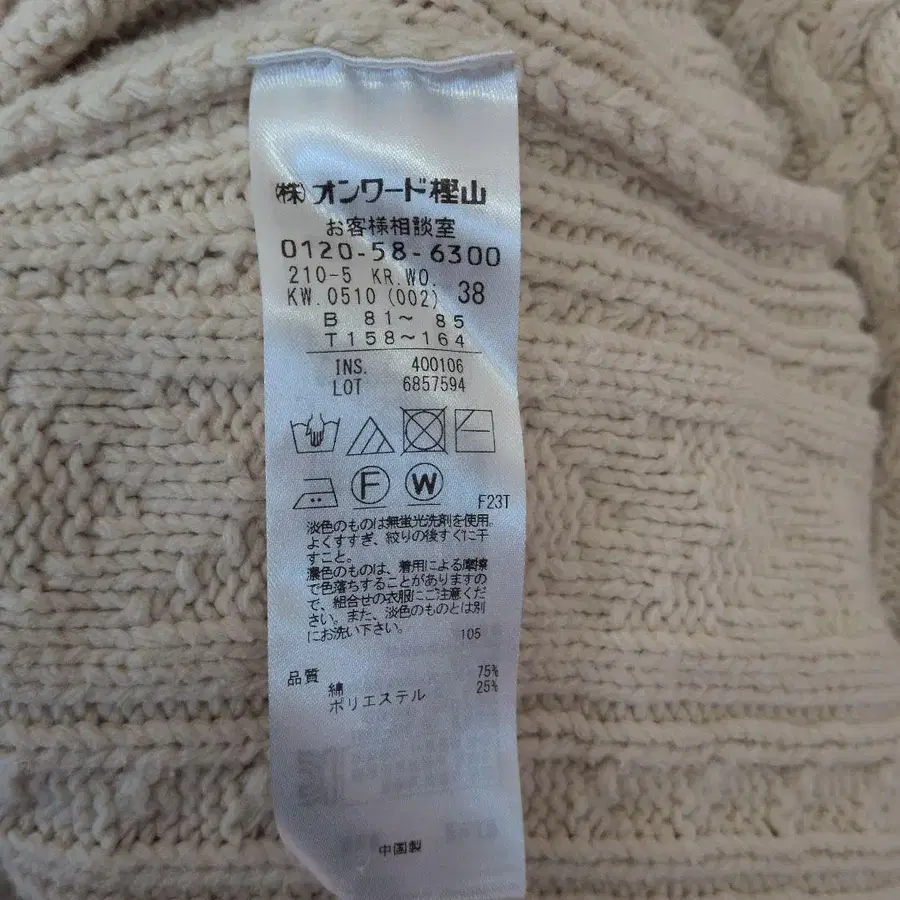 (株)オンワード樫山
お客様相談室
0120-58-6300
210-5 KR.WO.
KW.0510(002) 38
B 81~ 85
T158~164
INS. 400106
LOT 6857594
F W F23T
淡色のものは無蛍光洗剤を使用。
よくすすぎ、絞りの後すぐに干
すこと。
濃色のものは、着用による摩擦
で色落ちすることがありますの
で、組合せの衣服にご注意くだ
さい。また、淡色のものとは別
にお洗い下さい。 105
品質 75%
綿 25%
ポリエステル
中国製